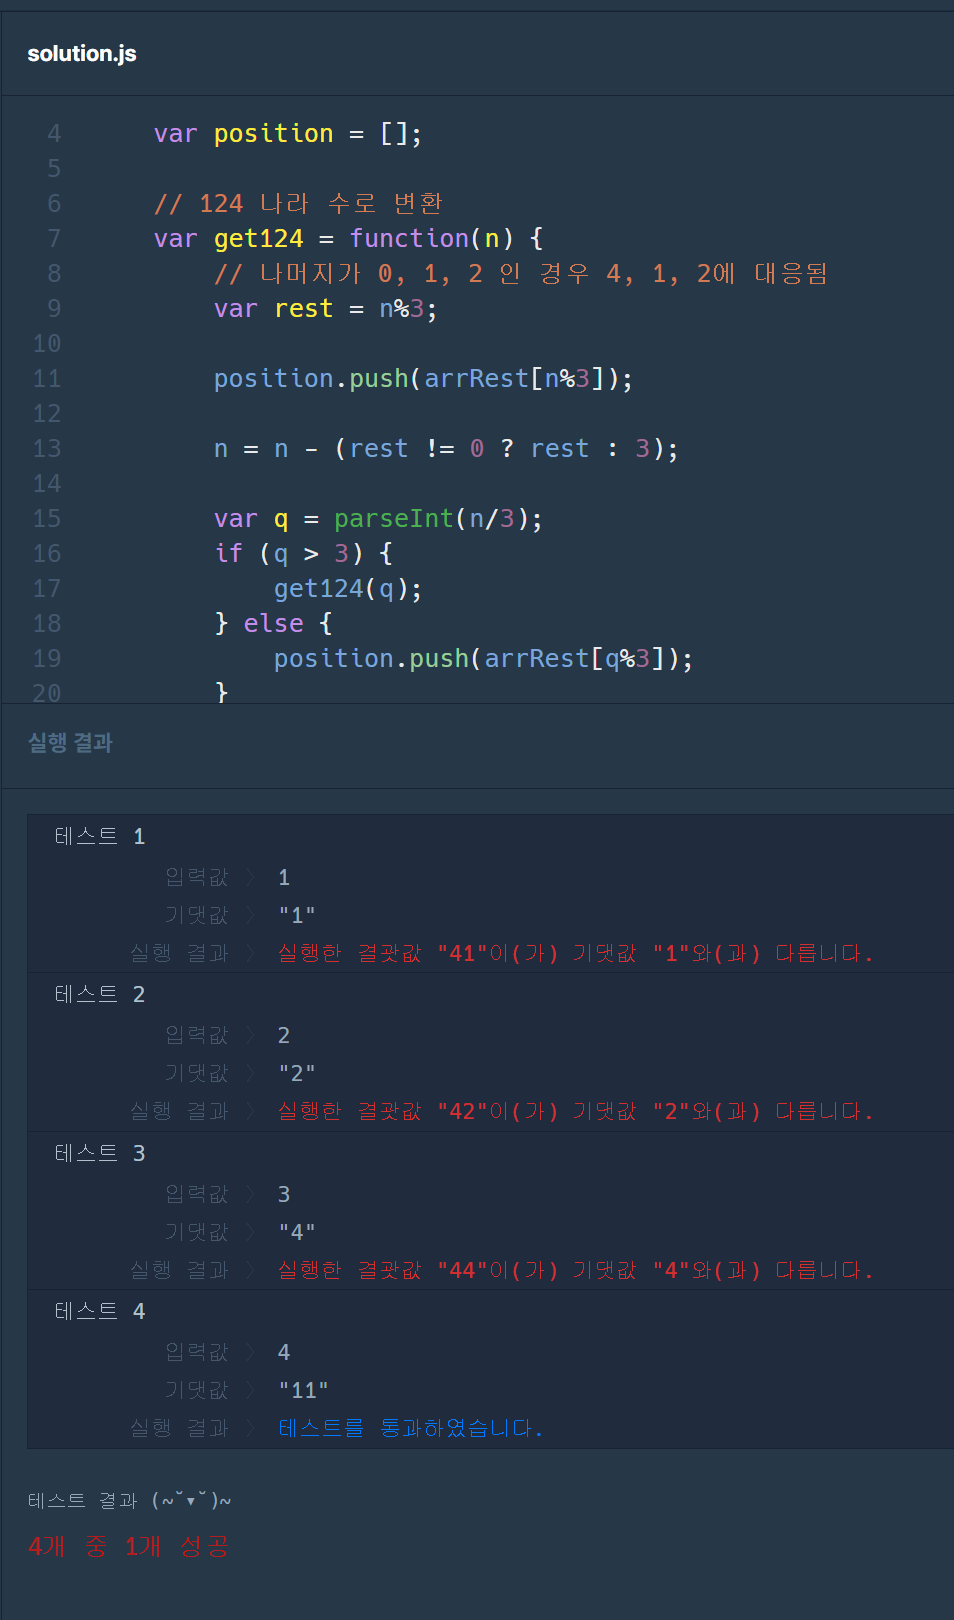 solution.js
4 var position = [];
5
6 // 124 나라 수로 변환
7 var get124 = function(n) {
8 // 나머지가 0, 1, 2 인 경우 4, 1, 2에 대응됨
9 var rest = n%3;
10
11 position.push(arrRest[n%3]);
12
13 n = n - (rest != 0 ? rest : 3);
14
15 var q = parseInt(n/3);
16 if (q > 3) {
17 get124(q);
18 } else {
19 position.push(arrRest[q%3]);
20 }
실행 결과
테스트 1
입력값 〉 1
기댓값 〉 "1"
실행 결과 〉 실행한 결괏값 "41"이(가) 기댓값 "1"와(과) 다릅니다.
테스트 2
입력값 〉 2
기댓값 〉 "2"
실행 결과 〉 실행한 결괏값 "42"이(가) 기댓값 "2"와(과) 다릅니다.
테스트 3
입력값 〉 3
기댓값 〉 "4"
실행 결과 〉 실행한 결괏값 "44"이(가) 기댓값 "4"와(과) 다릅니다.
테스트 4
입력값 〉 4
기댓값 〉 "11"
실행 결과 〉 테스트를 통과하였습니다.
테스트 결과 (~˘▾˘)~
4개 중 1개 성공